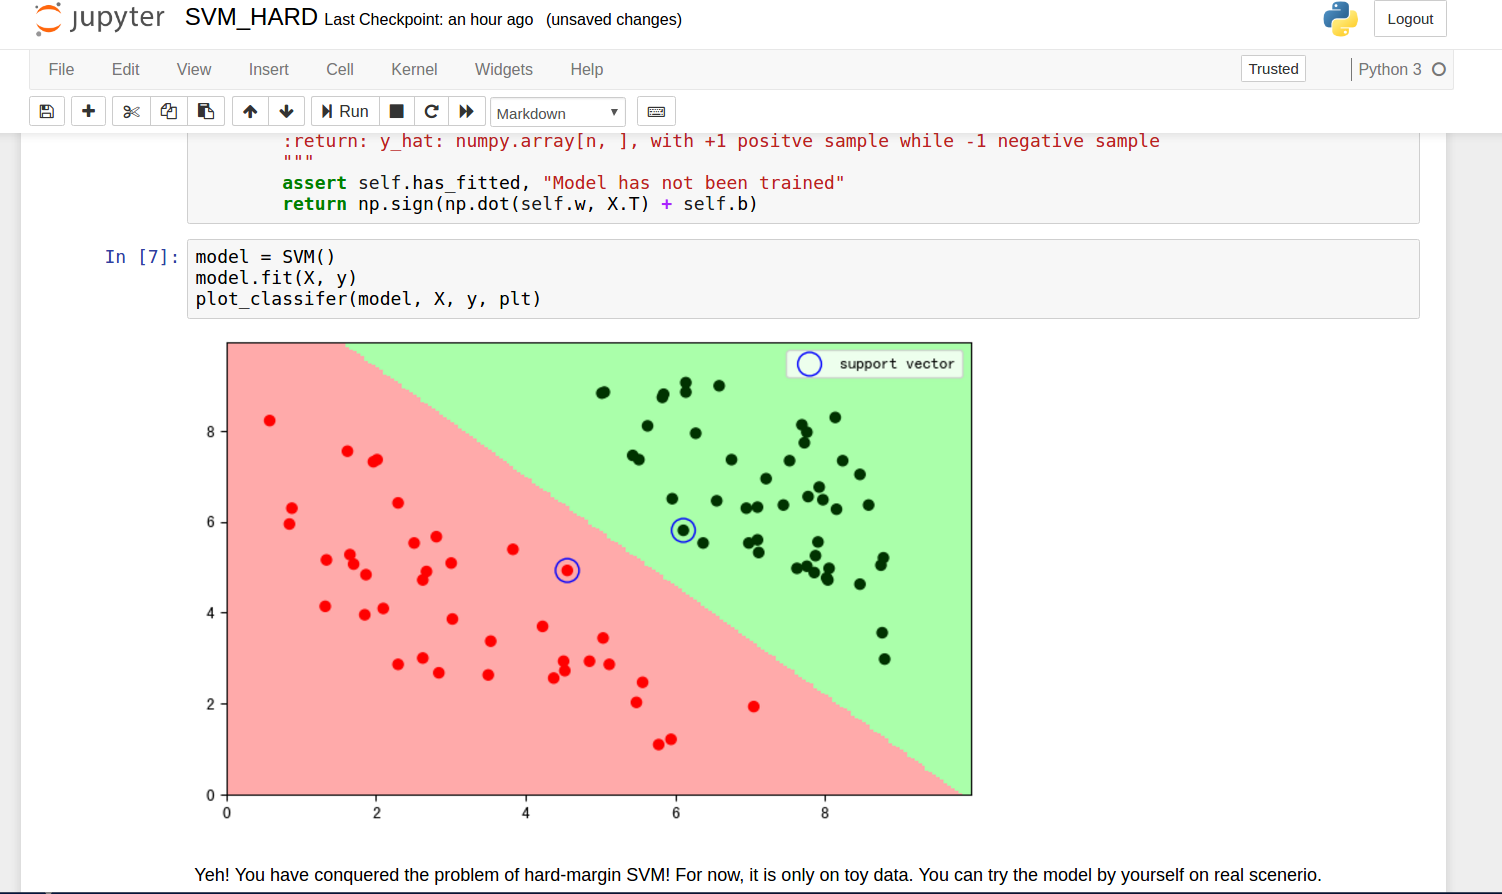 jupyter SVM_HARD Last Checkpoint: an hour ago (unsaved changes) Logout
File Edit View Insert Cell Kernel Widgets Help Trusted Python 3
Run Markdown
:return: y_hat: numpy.array[n, ], with +1 positve sample while -1 negative sample
"""
assert self.has_fitted, "Model has not been trained"
return np.sign(np.dot(self.w, X.T) + self.b)
In [7]: model = SVM()
model.fit(X, y)
plot_classifer(model, X, y, plt)
support vector
8
6
4
2
0
0 2 4 6 8
Yeh! You have conquered the problem of hard-margin SVM! For now, it is only on toy data. You can try the model by yourself on real scenerio.